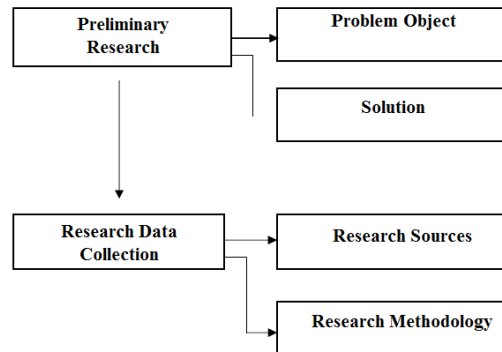 Preliminary
Research
Problem Object
Solution
Research Data
Collection
Research Sources
Research Methodology